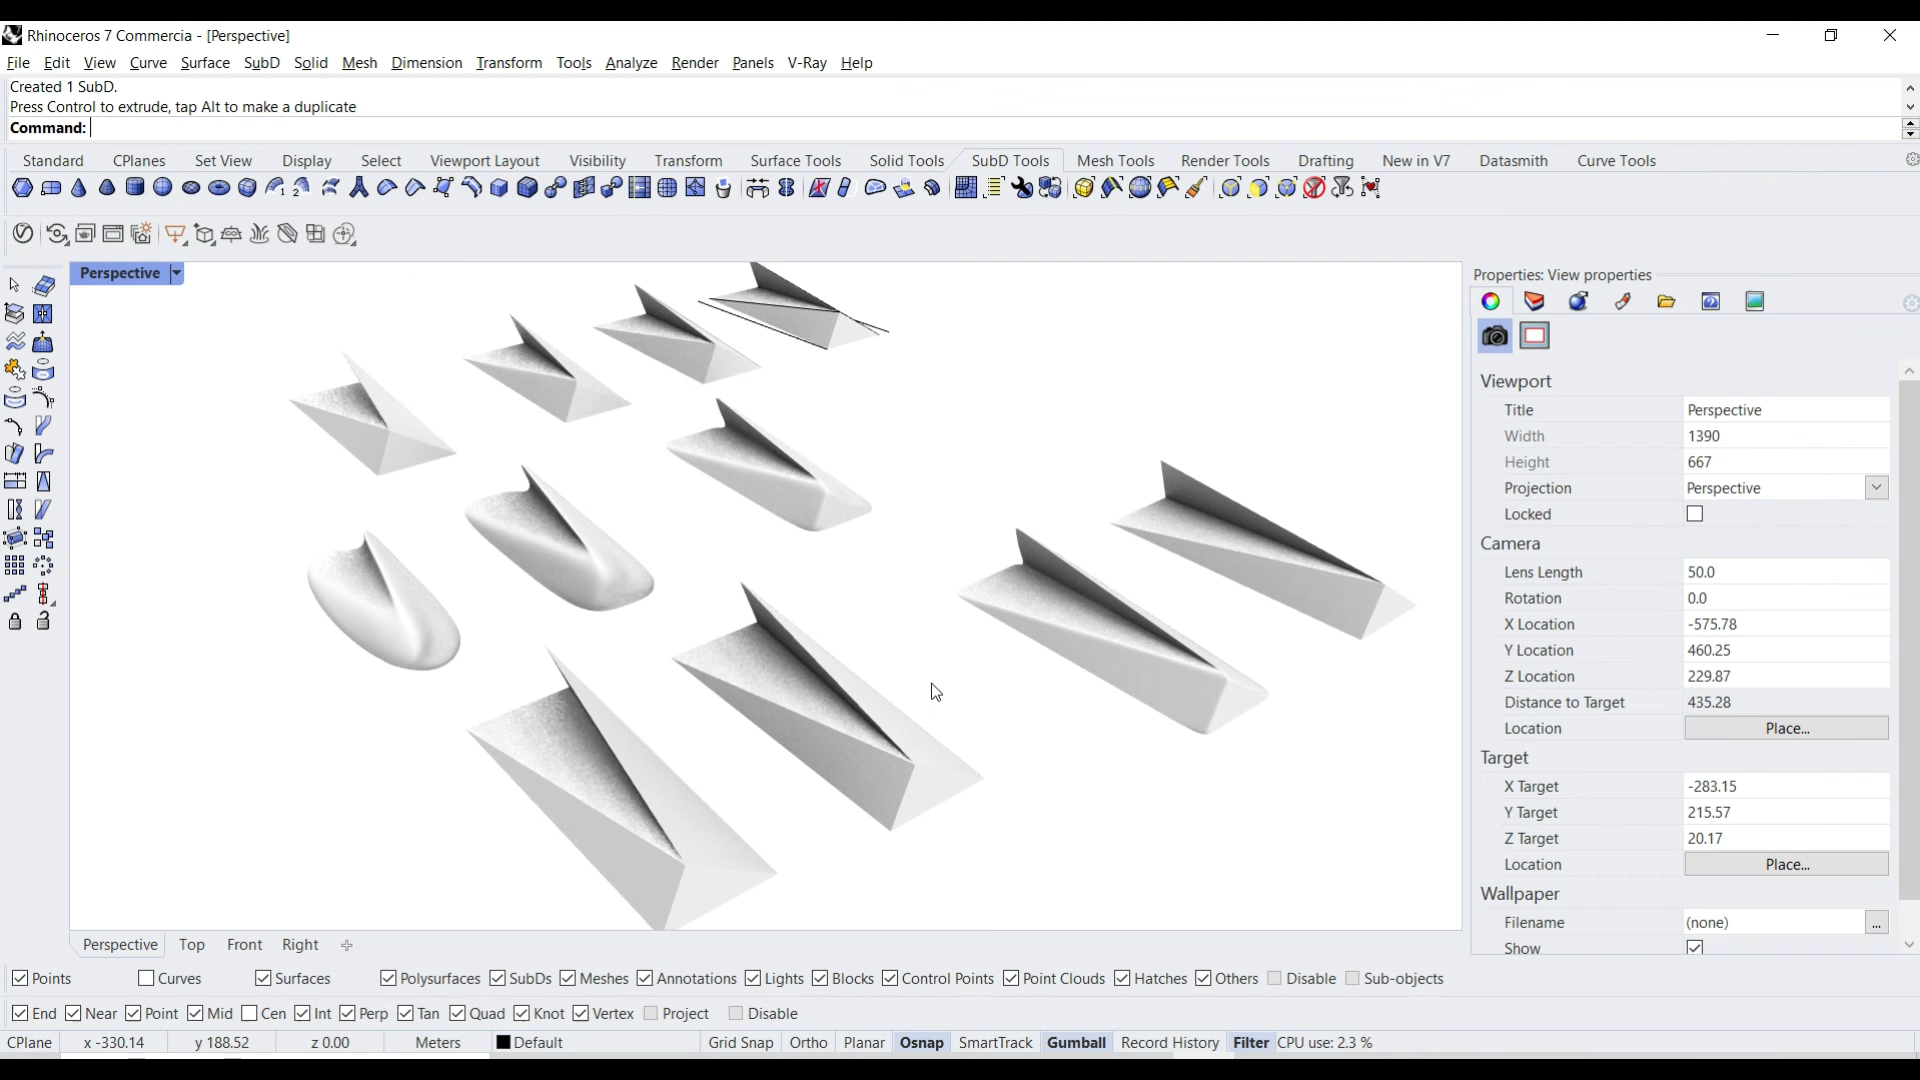 Rhinoceros 7 Commercia - [Perspective]
File Edit View Curve Surface SubD Solid Mesh Dimension Transform Tools Analyze Render Panels V-Ray Help
Created 1 SubD.
Press Control to extrude, tap Alt to make a duplicate
Command:
Standard CPlanes Set View Display Select Viewport Layout Visibility Transform Surface Tools Solid Tools SubD Tools Mesh Tools Render Tools Drafting New in V7 Datasmith Curve Tools
Perspective
Properties: View properties
Viewport
Title Perspective
Width 1390
Height 667
Projection Perspective
Locked
Camera
Lens Length 50.0
Rotation 0.0
X Location -575.78
Y Location 460.25
Z Location 229.87
Distance to Target 435.28
Location Place...
Target
X Target -283.15
Y Target 215.57
Z Target 20.17
Location Place...
Wallpaper
Filename (none) ...
Show
Perspective Top Front Right
Points Curves Surfaces Polysurfaces SubDs Meshes Annotations Lights Blocks Control Points Point Clouds Hatches Others Disable Sub-objects
End Near Point Mid Cen Int Perp Tan Quad Knot Vertex Project Disable
CPlane x -330.14 y 188.52 z 0.00 Meters Default Grid Snap Ortho Planar Osnap SmartTrack Gumball Record History Filter CPU use: 2.3 %